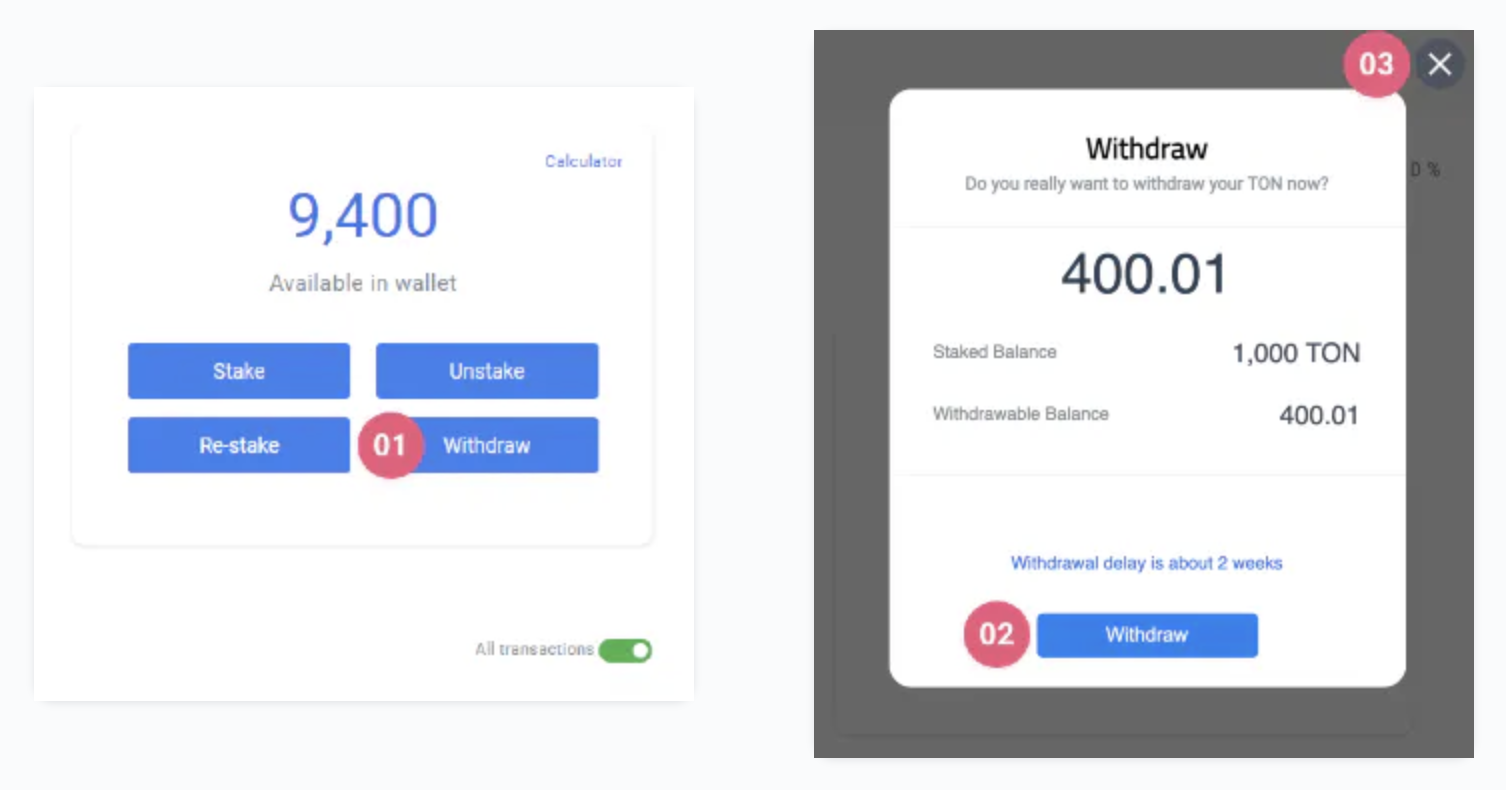 Calculator
9,400
Available in wallet
Stake
Unstake
Re-stake
01
Withdraw
All transactions
03
Withdraw
Do you really want to withdraw your TON now?
400.01
Staked Balance
1,000 TON
Withdrawable Balance
400.01
Withdrawal delay is about 2 weeks
02
Withdraw